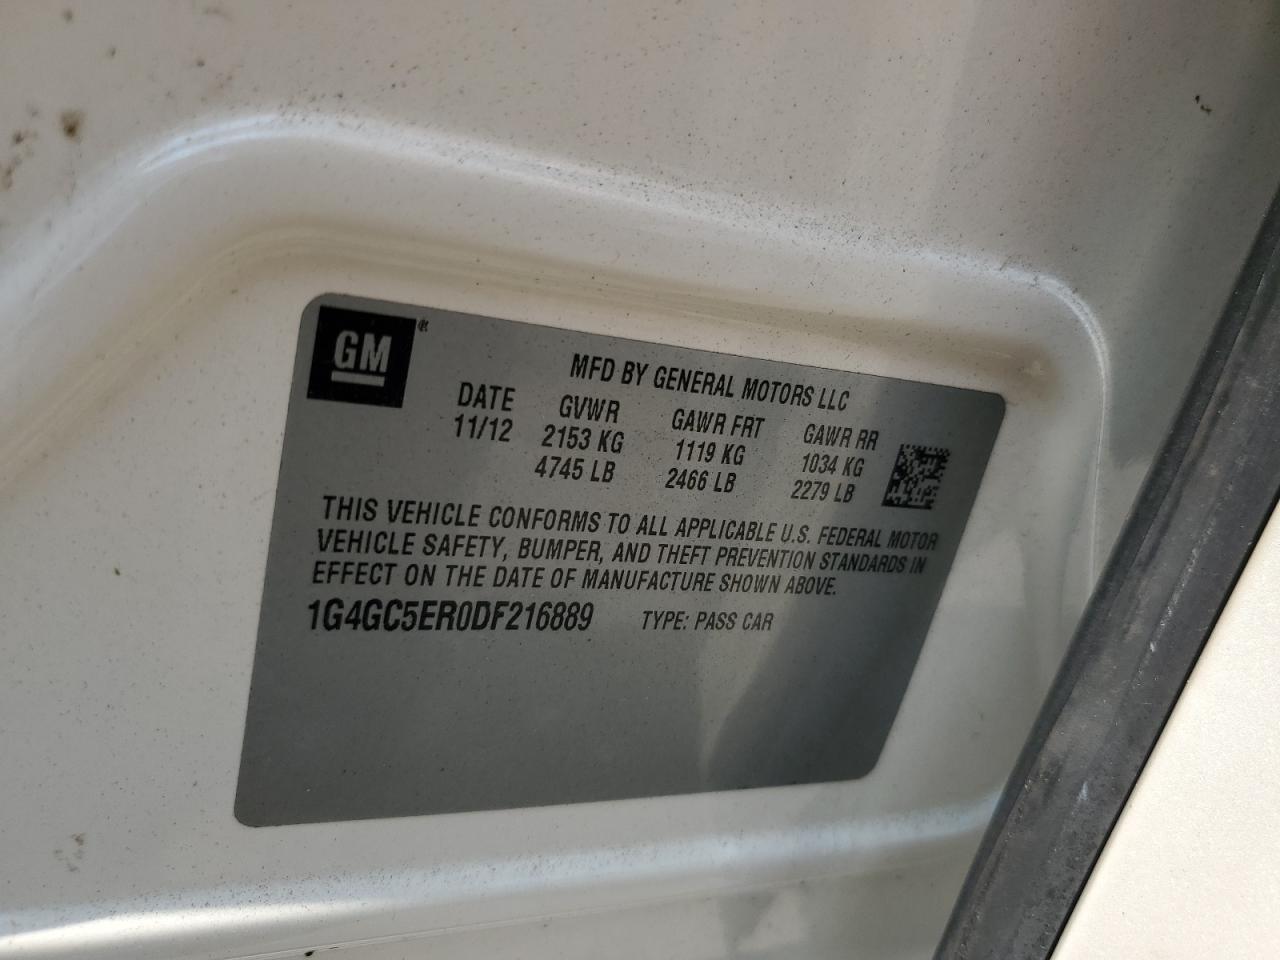 GM®
MFD BY GENERAL MOTORS LLC
DATE GVWR GAWR FRT GAWR RR
11/12 2153 KG 1119 KG 1034 KG
4745 LB 2466 LB 2279 LB
THIS VEHICLE CONFORMS TO ALL APPLICABLE U.S. FEDERAL MOTOR
VEHICLE SAFETY, BUMPER, AND THEFT PREVENTION STANDARDS IN
EFFECT ON THE DATE OF MANUFACTURE SHOWN ABOVE.
1G4GC5ER0DF216889 TYPE: PASS CAR